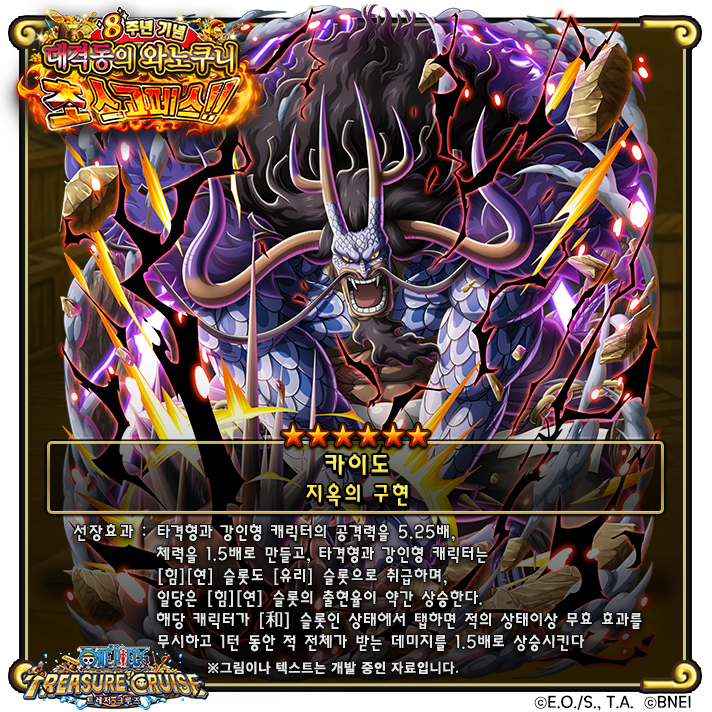 8주년 기념
대격동의 와노쿠니
초 스고페스!!
카이도
지옥의 구현
선장효과 : 타격형과 강인형 캐릭터의 공격력을 5.25배,
체력을 1.5배로 만들고, 타격형과 강인형 캐릭터는
[힘][연] 슬롯도 [유리] 슬롯으로 취급하며,
일당은 [힘][연] 슬롯의 출현율이 약간 상승한다.
해당 캐릭터가 [和] 슬롯인 상태에서 탭하면 적의 상태이상 무효 효과를
무시하고 1턴 동안 적 전체가 받는 데미지를 1.5배로 상승시킨다
※그림이나 텍스트는 개발 중인 자료입니다.
ONE PIECE
TREASURE CRUISE
트레저 크루즈
©E.O./S., T.A. ©BNEI